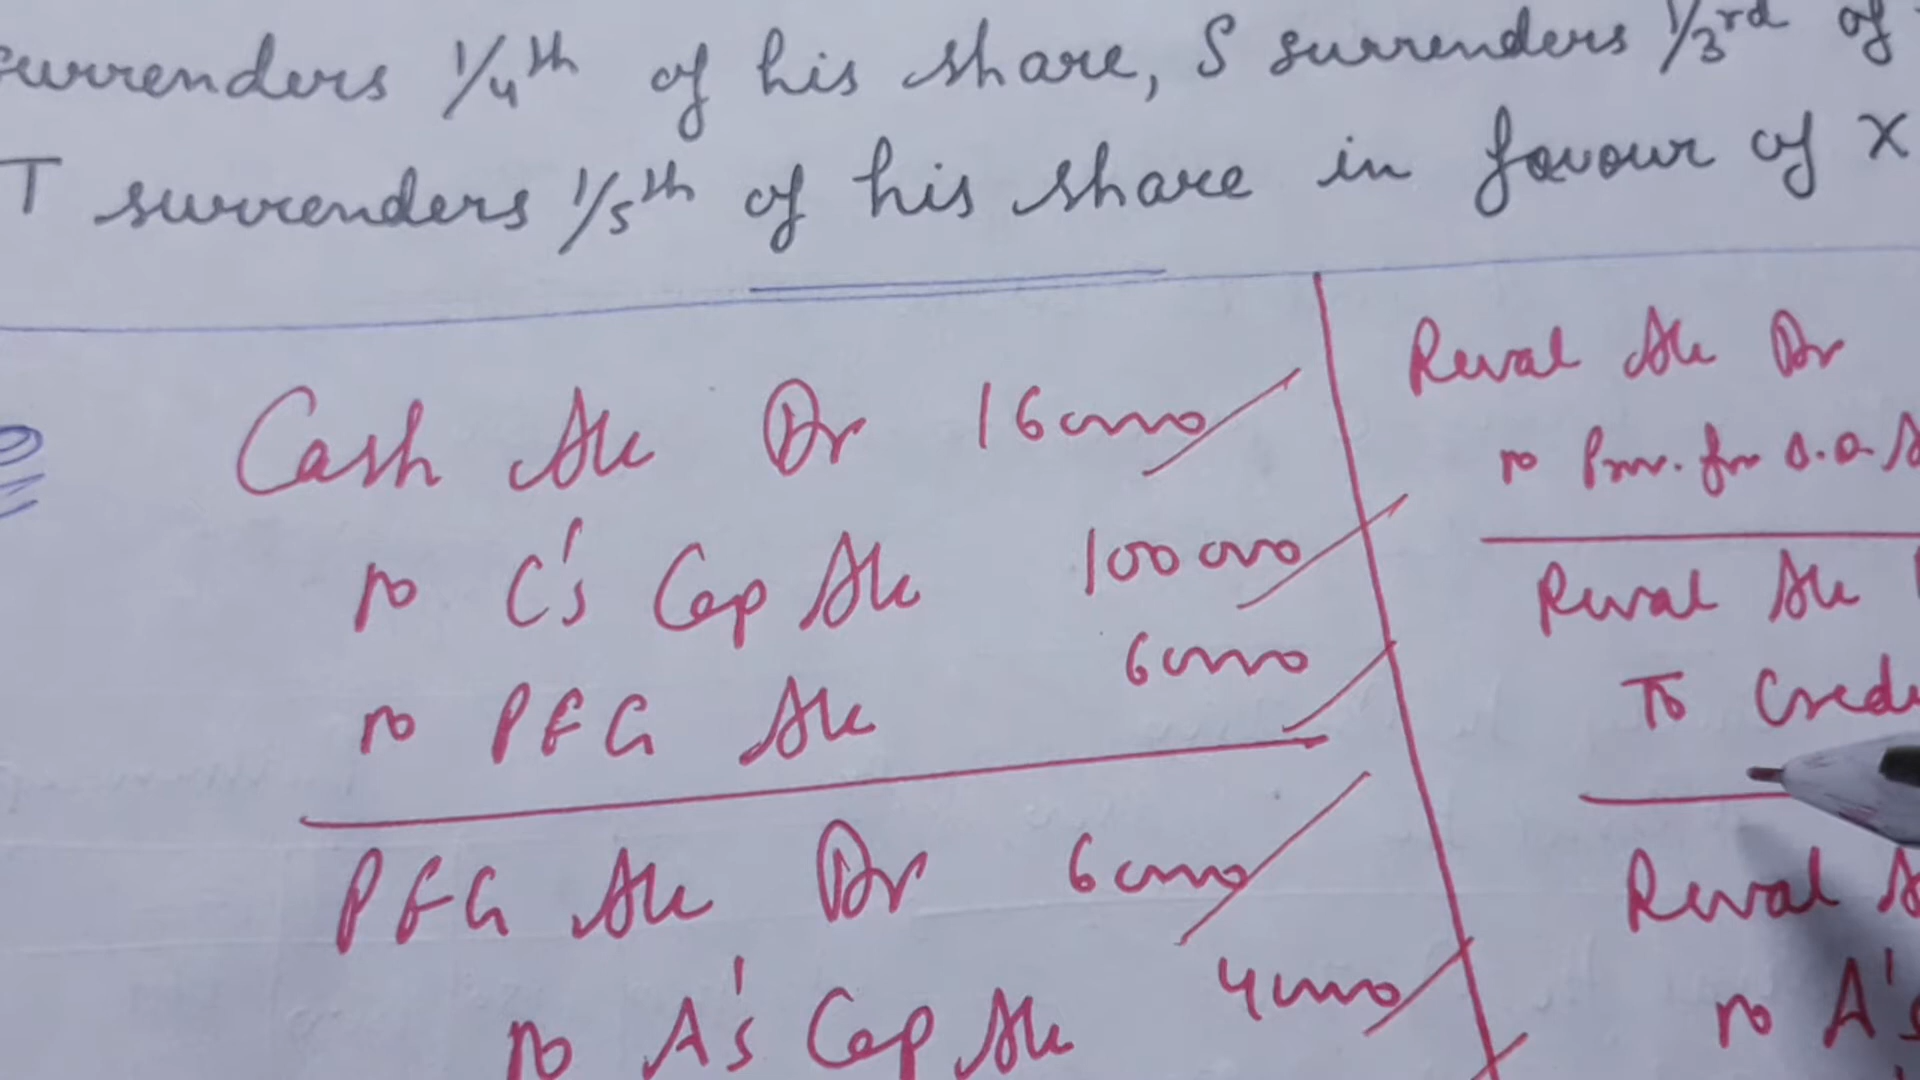 surrenders 1/4th of his share, S surrenders 1/3rd of
T surrenders 1/5th of his share in favour of X
Cash A/c Dr 160000
To C's Cap A/c 100000
To PFG A/c 60000
PFG A/c Dr 60000
To A's Cap A/c 40000
Reval A/c Dr
To Prov. for D.D.
Reval A/c
To Cred
Reval
To A's